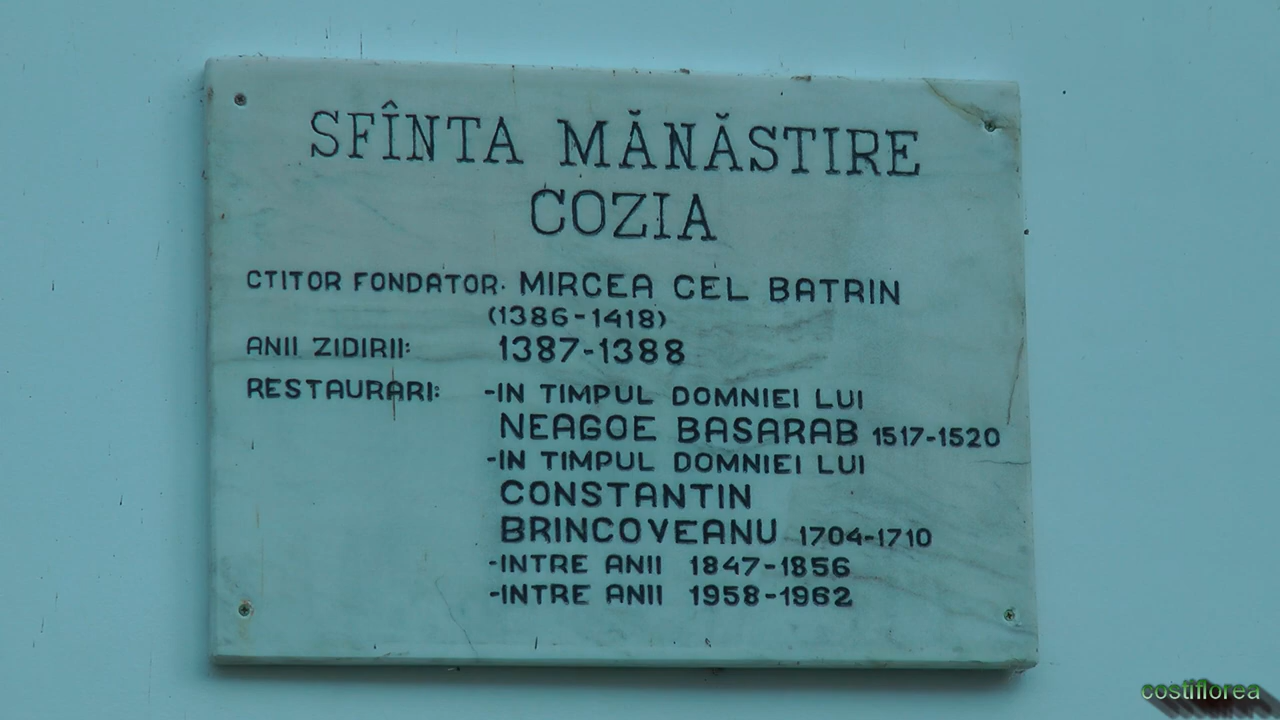 SFÎNTA MĂNĂSTIRE
COZIA
CTITOR FONDATOR: MIRCEA CEL BATRIN
(1386-1418)
ANII ZIDIRII: 1387-1388
RESTAURARI: -IN TIMPUL DOMNIEI LUI
NEAGOE BASARAB 1517-1520
-IN TIMPUL DOMNIEI LUI
CONSTANTIN
BRINCOVEANU 1704-1710
-INTRE ANII 1847-1856
-INTRE ANII 1958-1962
costiflorea